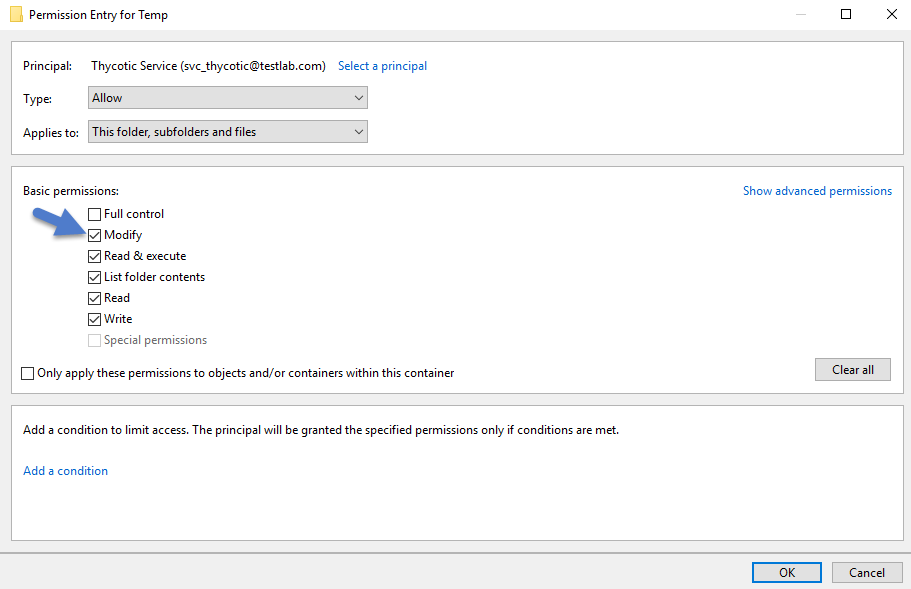 Permission Entry for Temp
Principal: Thycotic Service (svc_thycotic@testlab.com) Select a principal
Type: Allow
Applies to: This folder, subfolders and files
Basic permissions: Show advanced permissions
Full control
Modify
Read & execute
List folder contents
Read
Write
Special permissions
Only apply these permissions to objects and/or containers within this container Clear all
Add a condition to limit access. The principal will be granted the specified permissions only if conditions are met.
Add a condition
OK Cancel